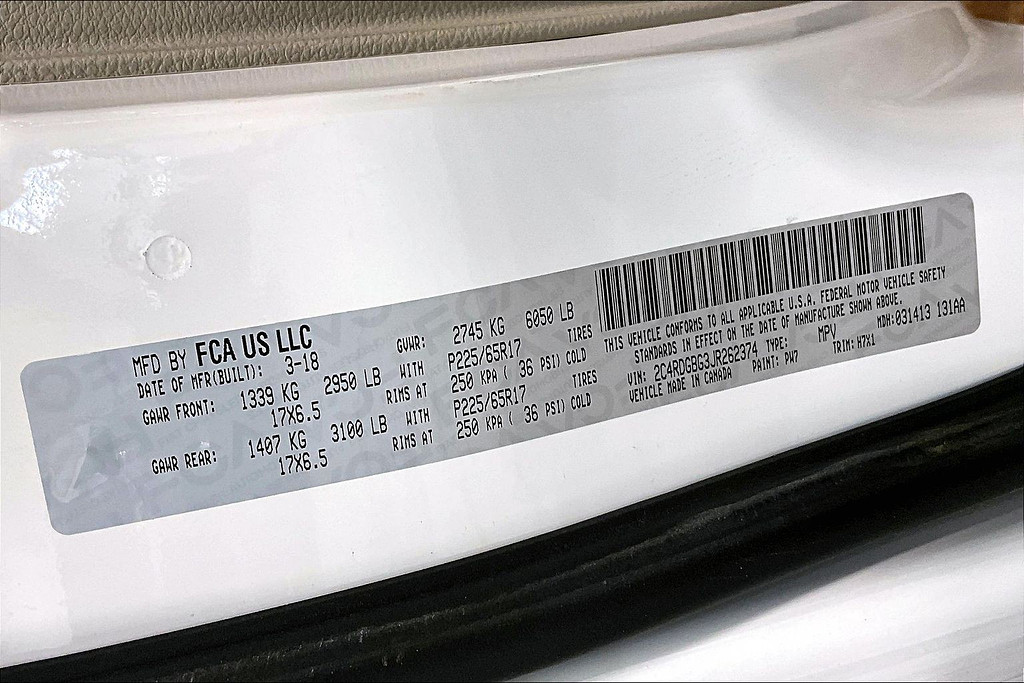 MFD BY FCA US LLC
DATE OF MFR(BUILT): 3-18
GVWR: 2745 KG 6050 LB
GAWR FRONT: 1339 KG 2950 LB WITH P225/65R17 TIRES
17X6.5 RIMS AT 250 KPA ( 36 PSI) COLD
GAWR REAR: 1407 KG 3100 LB WITH P225/65R17 TIRES
17X6.5 RIMS AT 250 KPA ( 36 PSI) COLD
THIS VEHICLE CONFORMS TO ALL APPLICABLE U.S.A. FEDERAL MOTOR VEHICLE SAFETY
STANDARDS IN EFFECT ON THE DATE OF MANUFACTURE SHOWN ABOVE.
VIN: 2C4RDGBG3JR262374 TYPE: MPV MDH:031413 131AA
VEHICLE MADE IN CANADA PAINT: PW7 TRIM: H7X1